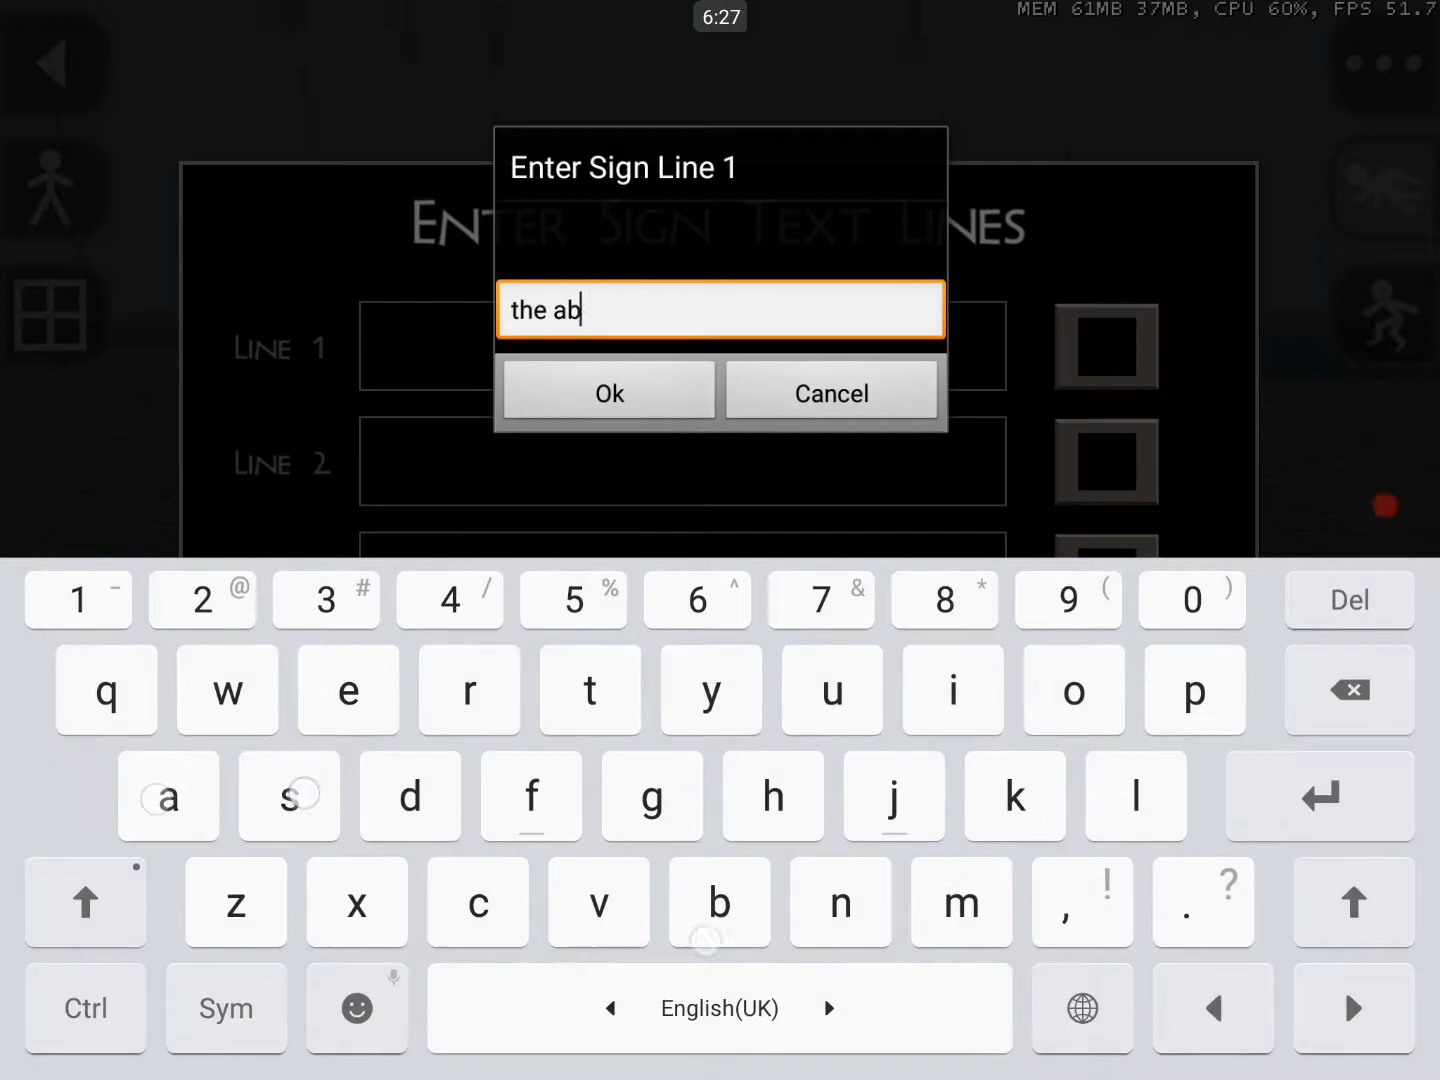 6:27
MEM 61MB 37MB, CPU 60%, FPS 51.7
Enter Sign Line 1
Enter Sign Text Lines
the ab
Ok Cancel
Line 1
Line 2
1 - 2 @ 3 # 4 / 5 % 6 ^ 7 & 8 * 9 ( 0 ) Del
q w e r t y u i o p
a s d f g h j k l
z x c v b n m , ! . ?
Ctrl Sym English(UK)